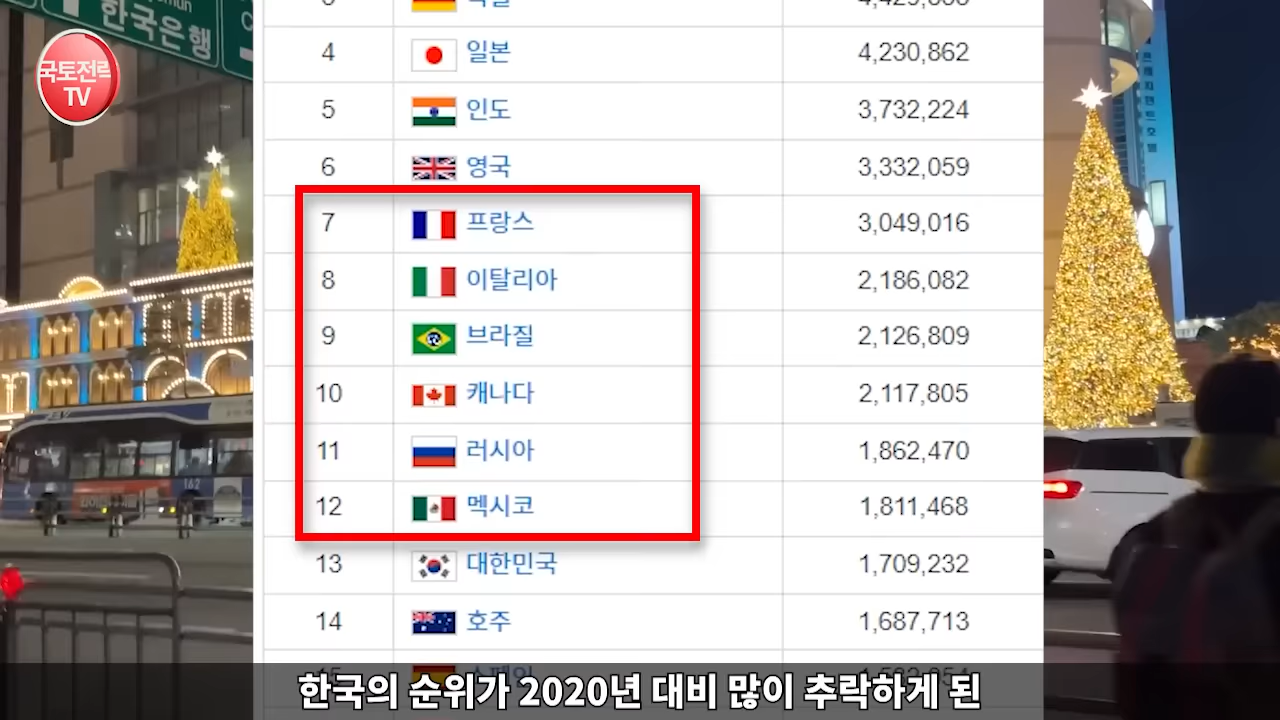 한국은행
국토전략
TV
4 일본 4,230,862
5 인도 3,732,224
6 영국 3,332,059
7 프랑스 3,049,016
8 이탈리아 2,186,082
9 브라질 2,126,809
10 캐나다 2,117,805
11 러시아 1,862,470
12 멕시코 1,811,468
13 대한민국 1,709,232
14 호주 1,687,713
15 스페인
162
한국의 순위가 2020년 대비 많이 추락하게 된